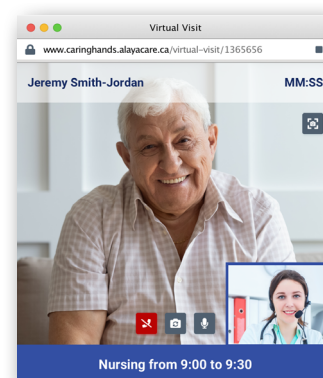 Virtual Visit
www.caringhands.alayacare.ca/virtual-visit/1365656
Jeremy Smith-Jordan MM:SS
Nursing from 9:00 to 9:30